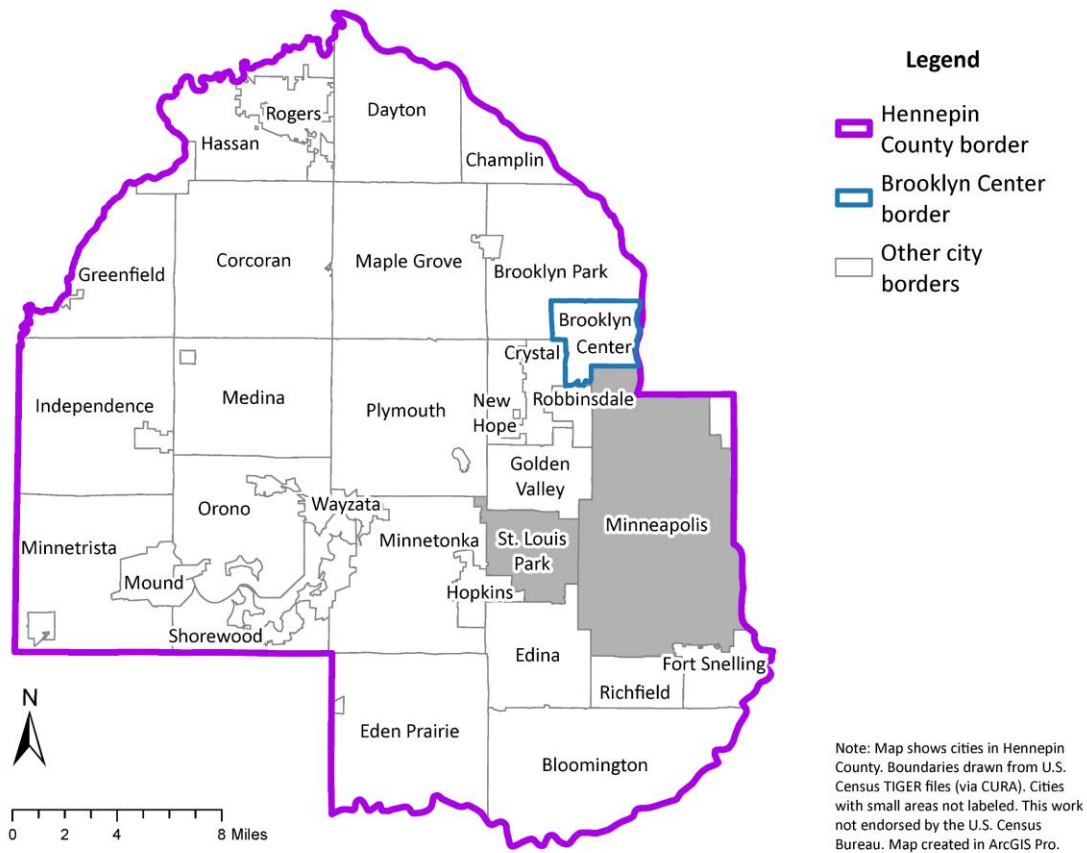 Legend
Hennepin
County border
Brooklyn Center
border
Other city
borders
Rogers
Dayton
Hassan
Champlin
Greenfield
Corcoran
Maple Grove
Brooklyn Park
Brooklyn
Center
Crystal
Independence
Medina
Plymouth
New
Hope
Robbinsdale
Golden
Valley
Orono
Wayzata
Minnetrista
Minnetonka
St. Louis
Park
Minneapolis
Mound
Hopkins
Shorewood
Edina
Fort Snelling
Richfield
Eden Prairie
Bloomington
N
0 2 4 8 Miles
Note: Map shows cities in Hennepin
County. Boundaries drawn from U.S.
Census TIGER files (via CURA). Cities
with small areas not labeled. This work
not endorsed by the U.S. Census
Bureau. Map created in ArcGIS Pro.